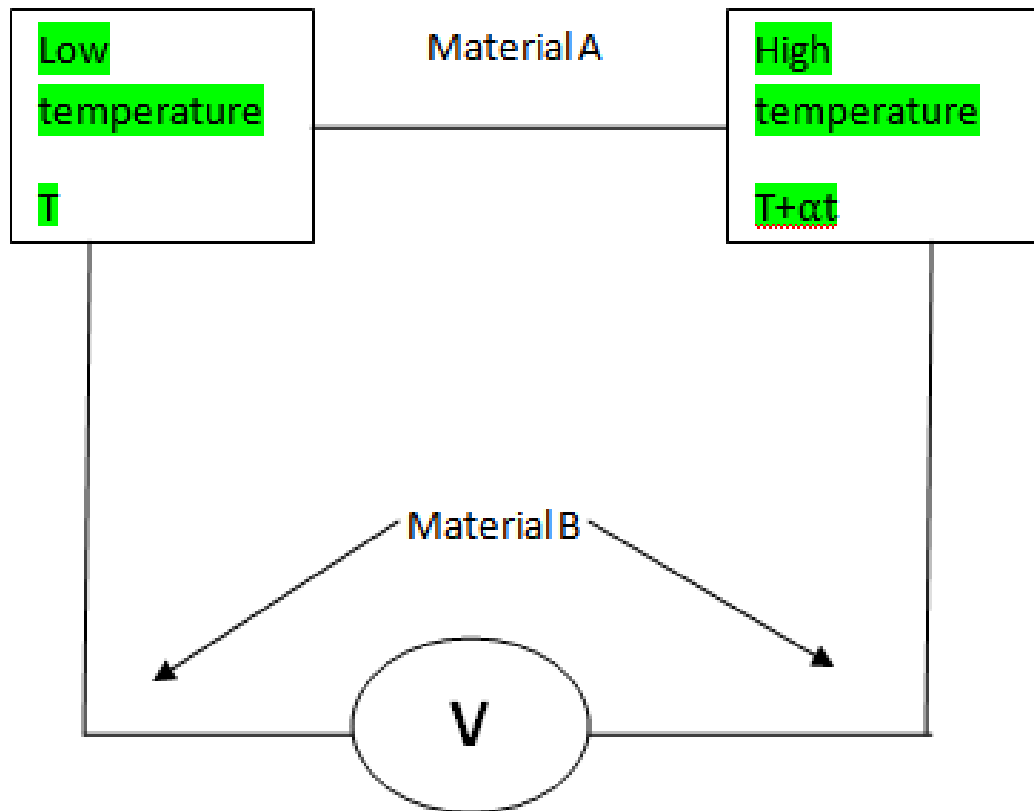 Low
temperature
T
Material A
High
temperature
T+αt
Material B
V